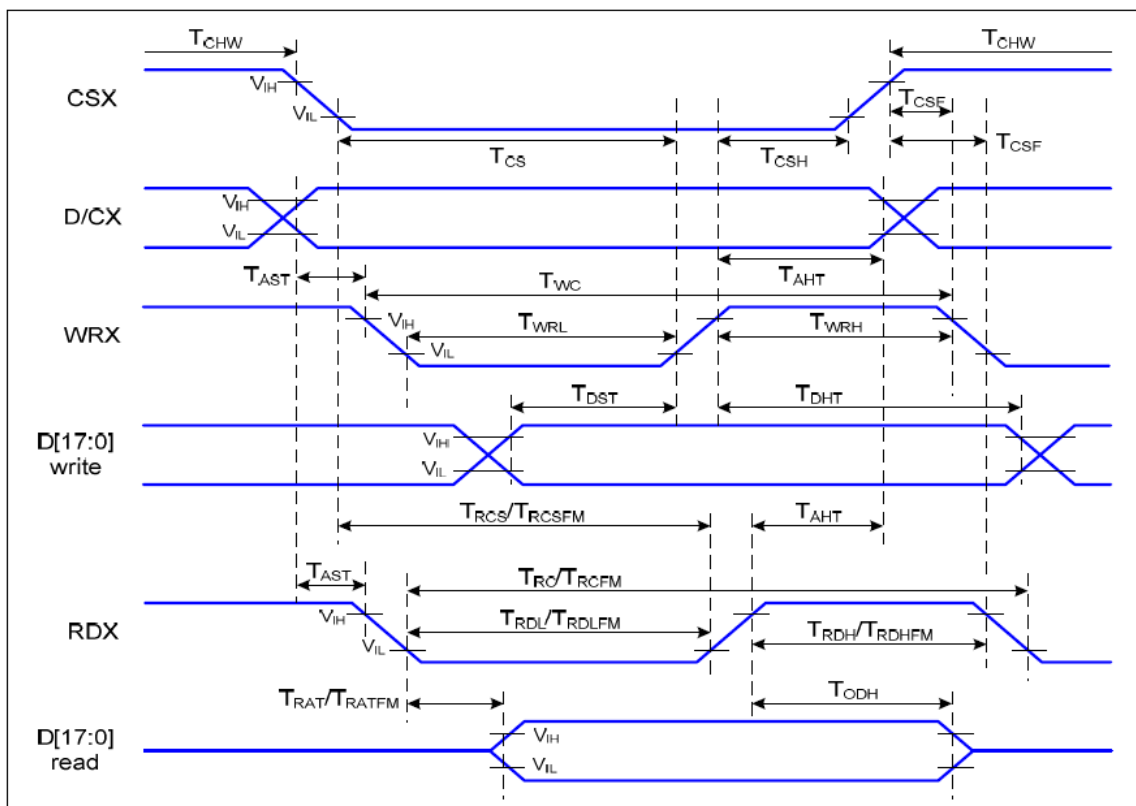 TCHW TCHW
CSX
VIH
VIL
TCSF
TCSF
TCS TCSH
D/CX
VIH
VIL
TAST TWC TAHT
WRX
VIH
VIL
TWRL TWRH
TDST TDHT
D[17:0]
write
VIH
VIL
TRCS/TRCSFM TAHT
TAST TRC/TRCFM
RDX
VIH
VIL
TRDL/TRDLFM TRDH/TRDHFM
TRAT/TRATFM TODH
D[17:0]
read
VIH
VIL